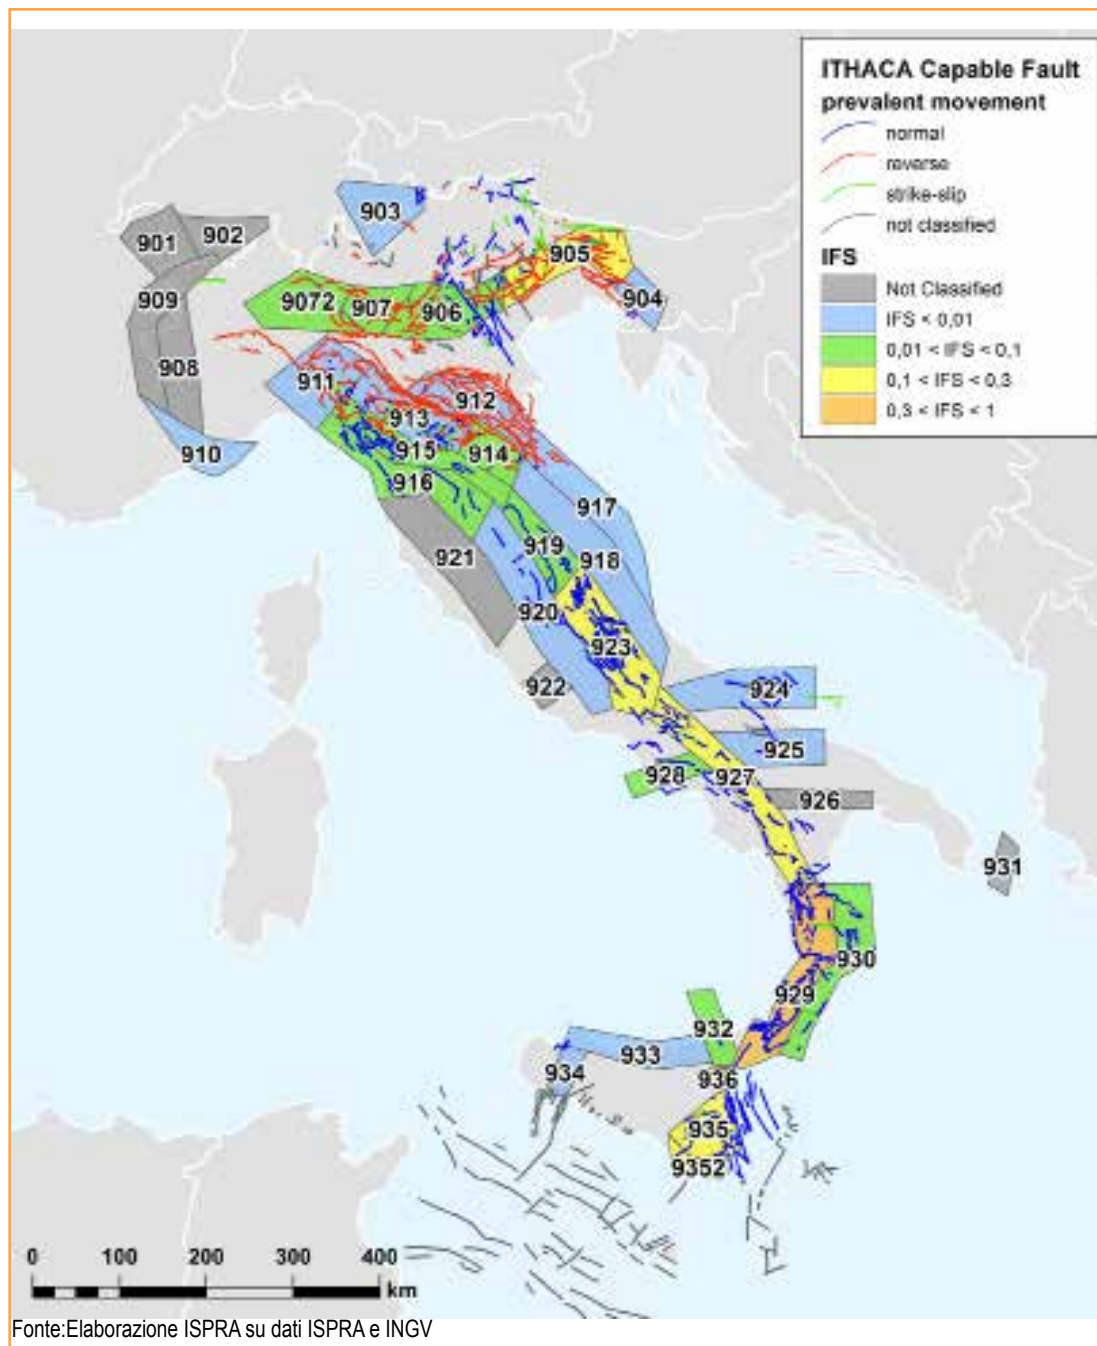 ITHACA Capable Fault
prevalent movement
normal
reverse
strike-slip
not classified
IFS
Not Classified
IFS < 0,01
0,01 < IFS < 0,1
0,1 < IFS < 0,3
0,3 < IFS < 1
903
901
902
905
909
904
9072
907
906
908
911
912
913
910
915
914
916
917
921
919
918
920
923
922
924
925
928
927
926
931
930
929
932
933
934
936
935
9352
0 100 200 300 400
km
Fonte:Elaborazione ISPRA su dati ISPRA e INGV